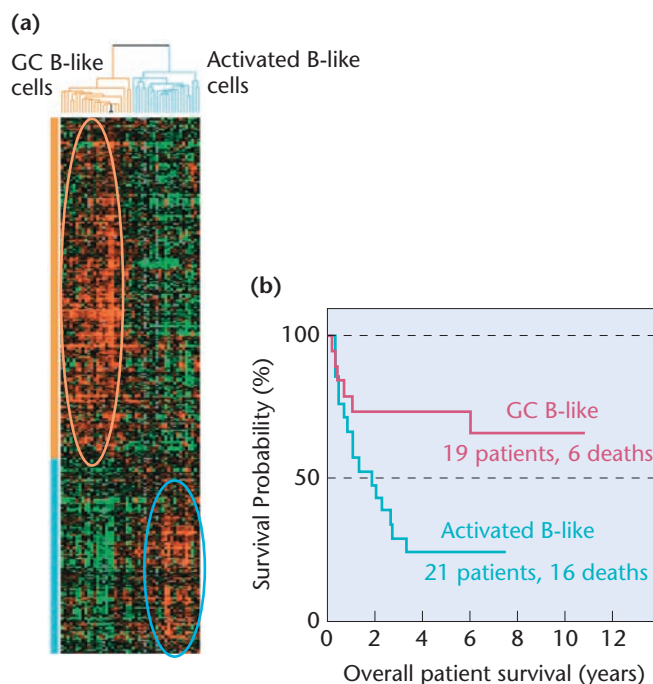 (a)
GC B-like
cells
Activated B-like
cells
(b)
100
50
0
Survival Probability (%)
GC B-like
19 patients, 6 deaths
Activated B-like
21 patients, 16 deaths
0 2 4 6 8 10 12
Overall patient survival (years)